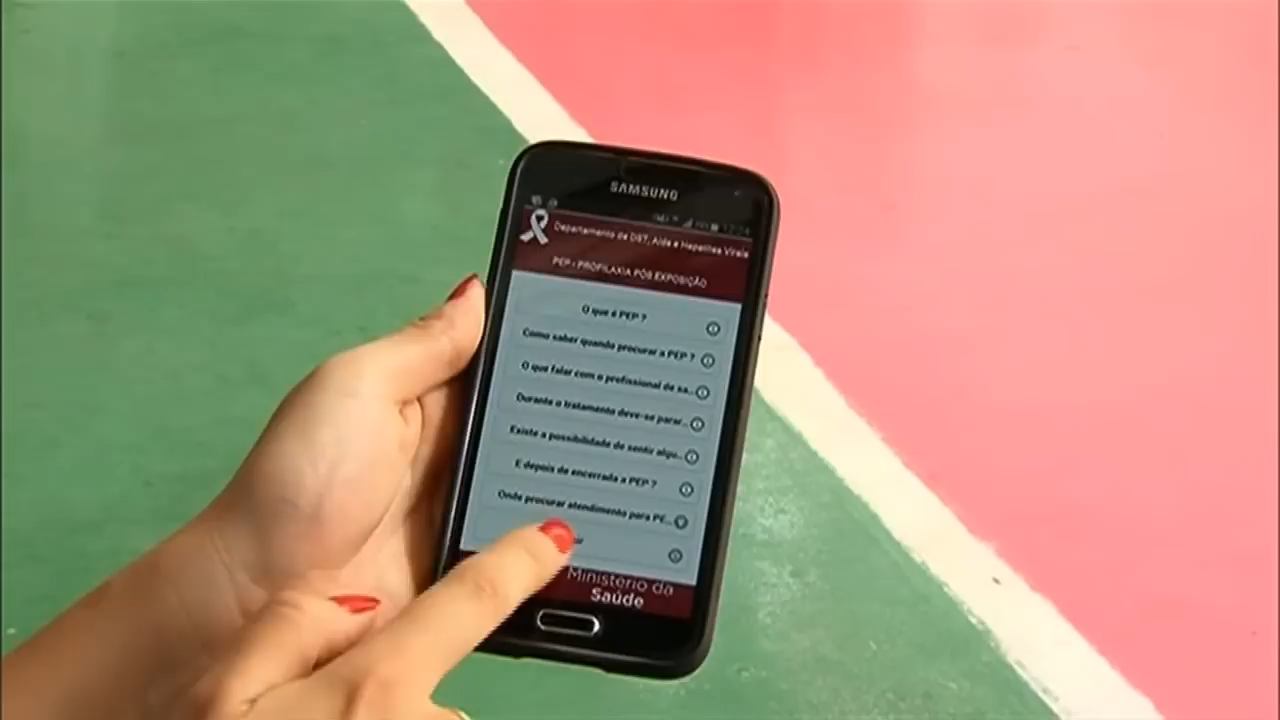 SAMSUNG
12:24
Departamento de DST, Aids e Hepatites Virais
PEP - PROFILAXIA PÓS EXPOSIÇÃO
O que é PEP ?
Como saber quando procurar a PEP ?
O que falar com o profissional de sa...
Durante o tratamento deve-se parar...
Existe a possibilidade de sentir algu...
E depois de encerrada a PEP ?
Onde procurar atendimento para PE...
Ministério da
Saúde